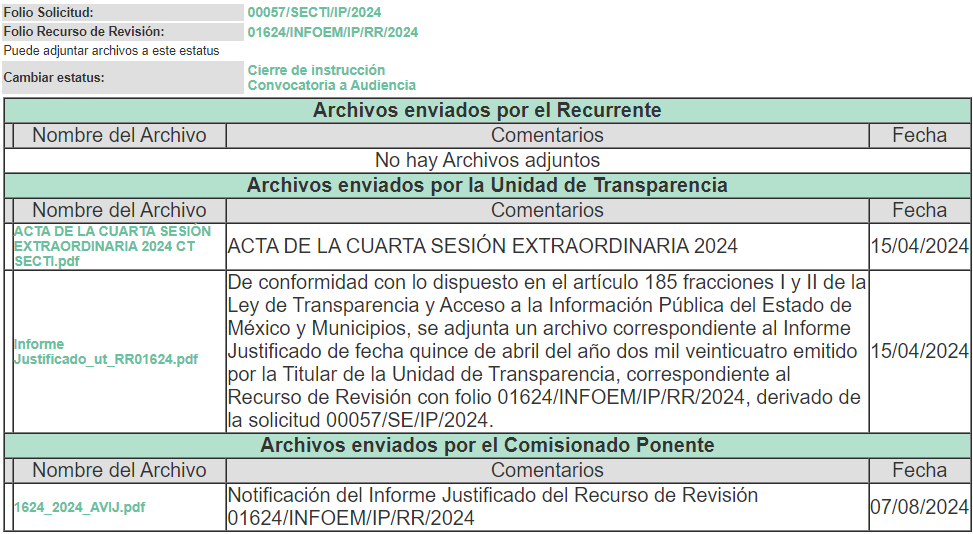 Folio Solicitud: 00057/SECTI/IP/2024
Folio Recurso de Revisión: 01624/INFOEM/IP/RR/2024
Puede adjuntar archivos a este estatus
Cambiar estatus: Cierre de instrucción
Convocatoria a Audiencia
Archivos enviados por el Recurrente
Nombre del Archivo Comentarios Fecha
No hay Archivos adjuntos
Archivos enviados por la Unidad de Transparencia
Nombre del Archivo Comentarios Fecha
ACTA DE LA CUARTA SESIÓN
EXTRAORDINARIA 2024 CT
SECTI.pdf
ACTA DE LA CUARTA SESIÓN EXTRAORDINARIA 2024
15/04/2024
Informe
Justificado_ut_RR01624.pdf
De conformidad con lo dispuesto en el artículo 185 fracciones I y II de la
Ley de Transparencia y Acceso a la Información Pública del Estado de
México y Municipios, se adjunta un archivo correspondiente al Informe
Justificado de fecha quince de abril del año dos mil veinticuatro emitido
por la Titular de la Unidad de Transparencia, correspondiente al
Recurso de Revisión con folio 01624/INFOEM/IP/RR/2024, derivado de
la solicitud 00057/SE/IP/2024.
15/04/2024
Archivos enviados por el Comisionado Ponente
Nombre del Archivo Comentarios Fecha
1624_2024_AVIJ.pdf
Notificación del Informe Justificado del Recurso de Revisión
01624/INFOEM/IP/RR/2024
07/08/2024